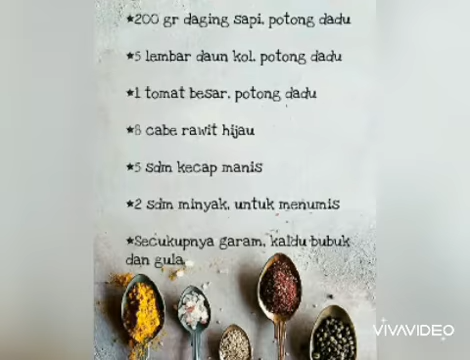 ★200 gr daging sapi, potong dadu
★5 lembar daun kol, potong dadu
★1 tomat besar, potong dadu
★8 cabe rawit hijau
★5 sdm kecap manis
★2 sdm minyak, untuk menumis
★Secukupnya garam, kaldu bubuk
dan gula
VIVAVIDEO